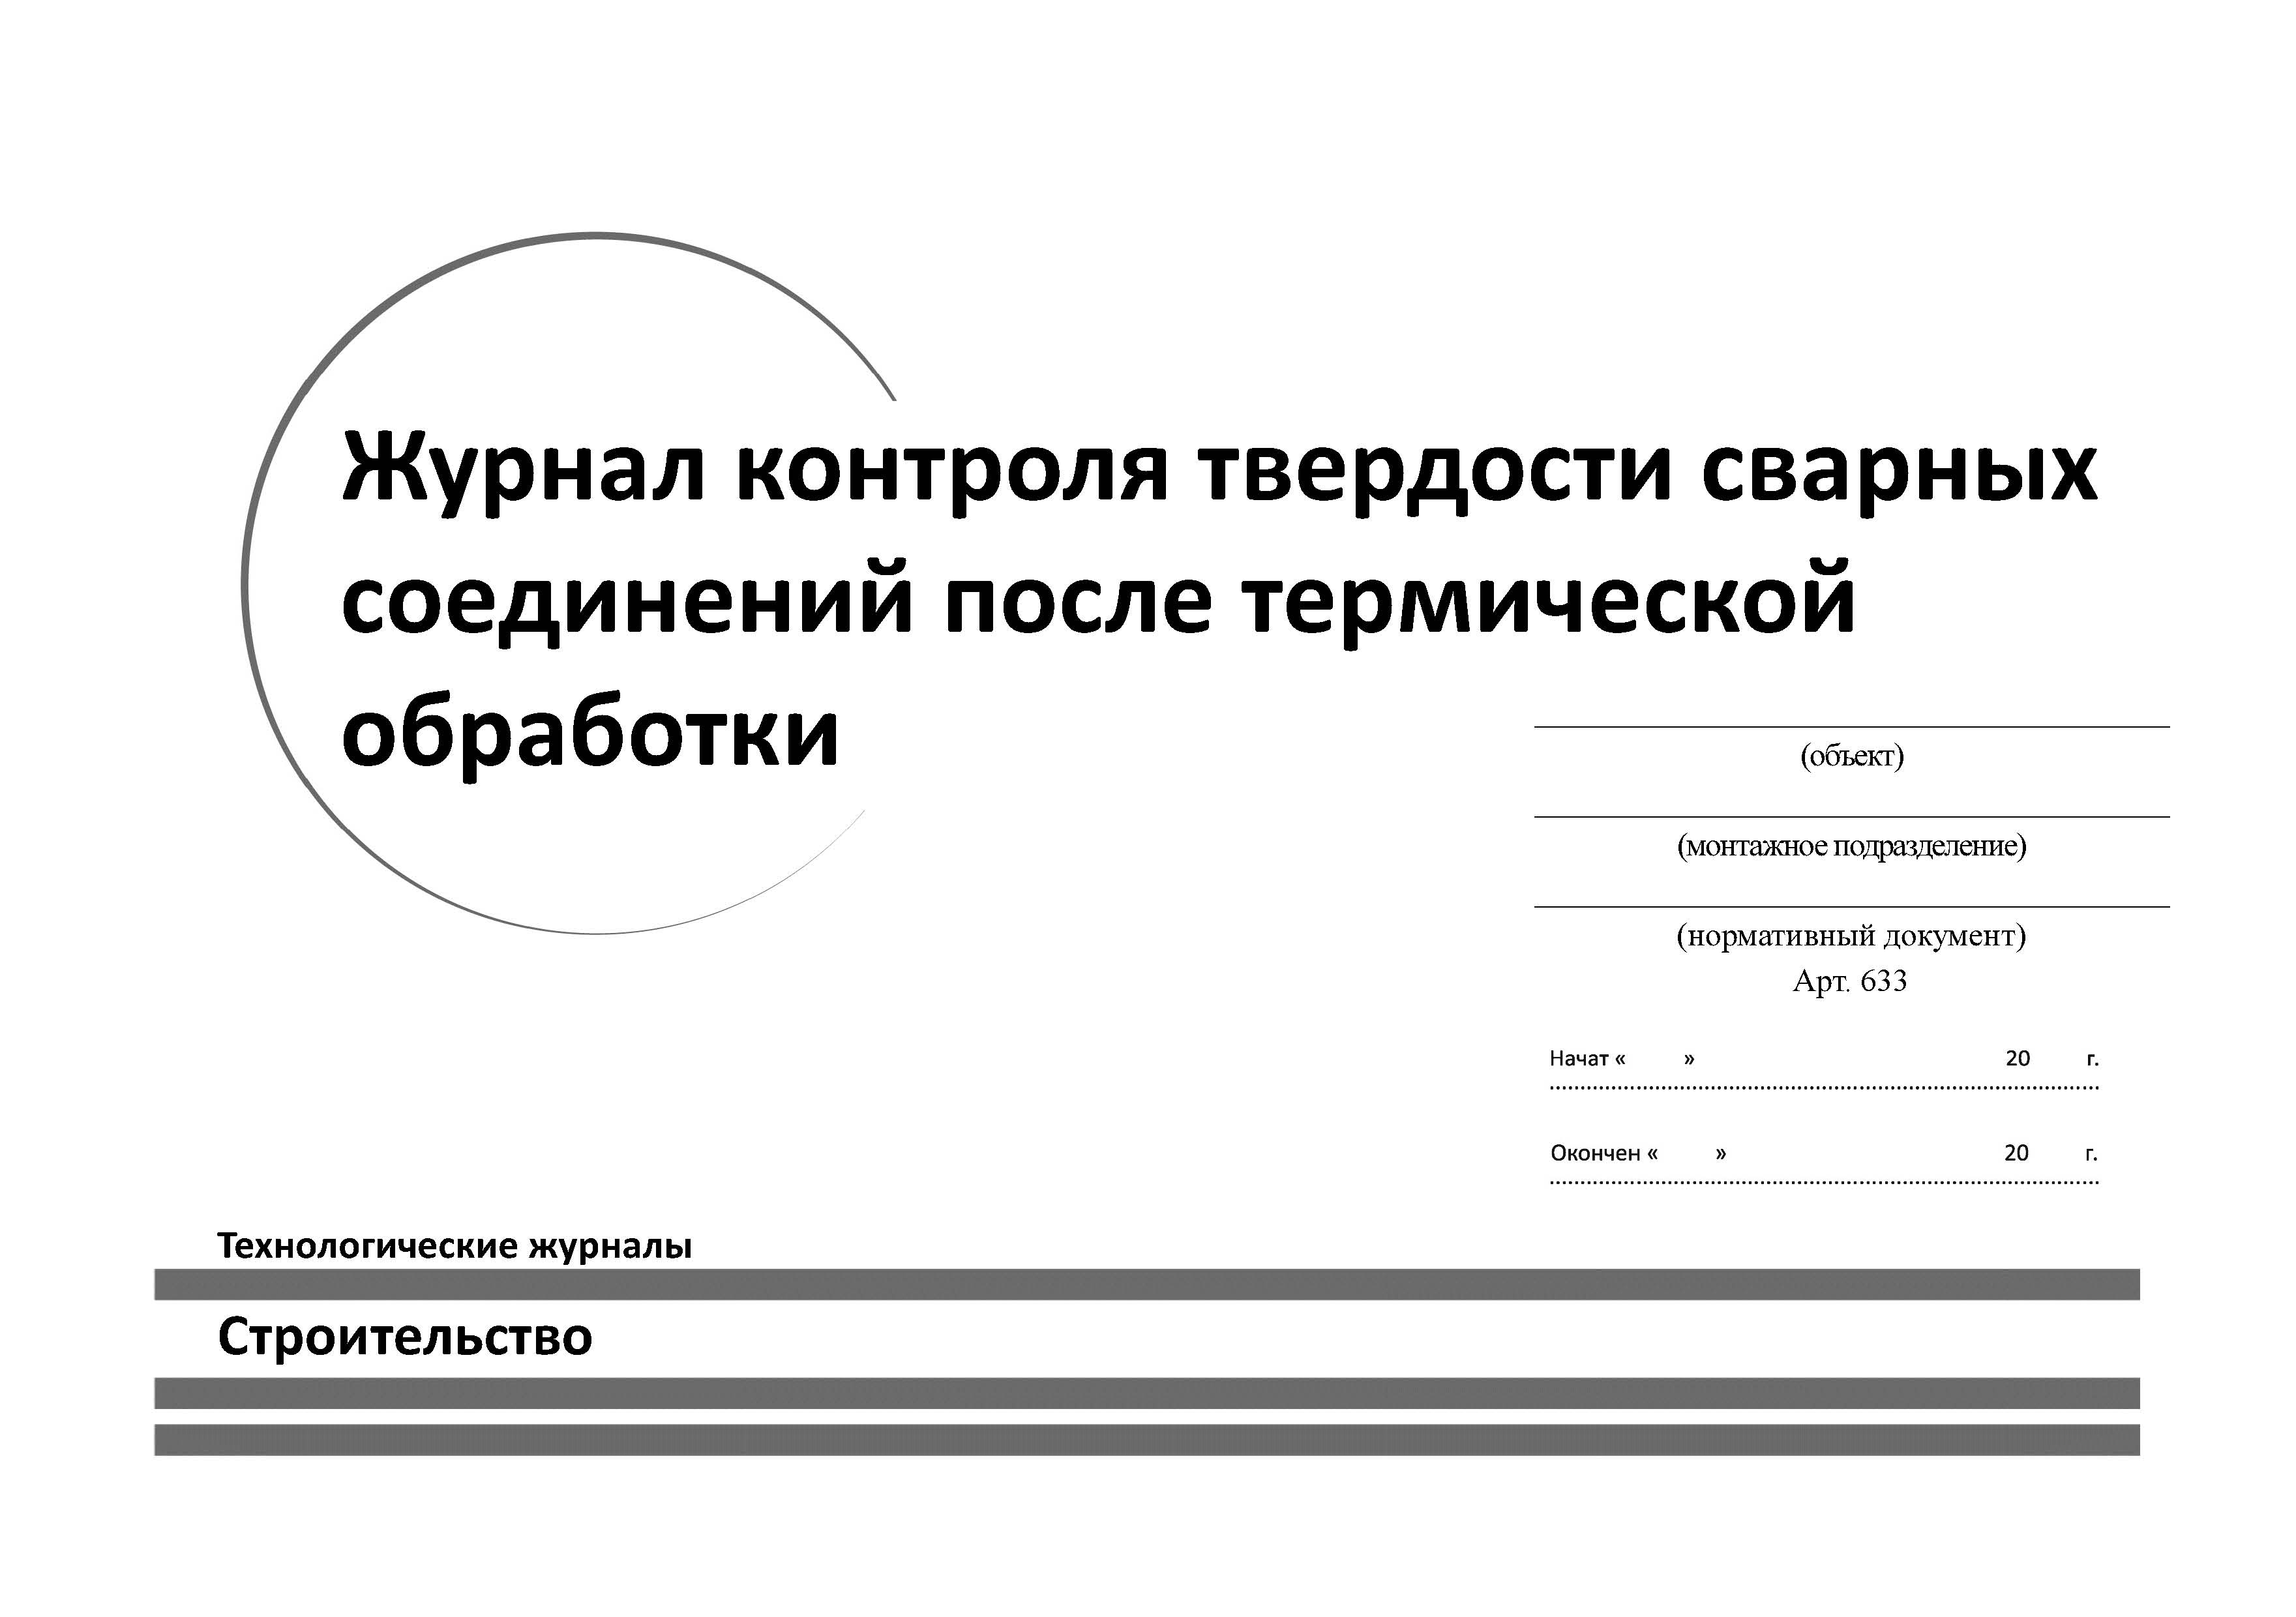 Журнал контроля твердости сварных
соединений после термической
обработки
(объект)
(монтажное подразделение)
(нормативный документ)
Арт. 633
Начат « » 20 г.
Окончен « » 20 г.
Технологические журналы
Строительство